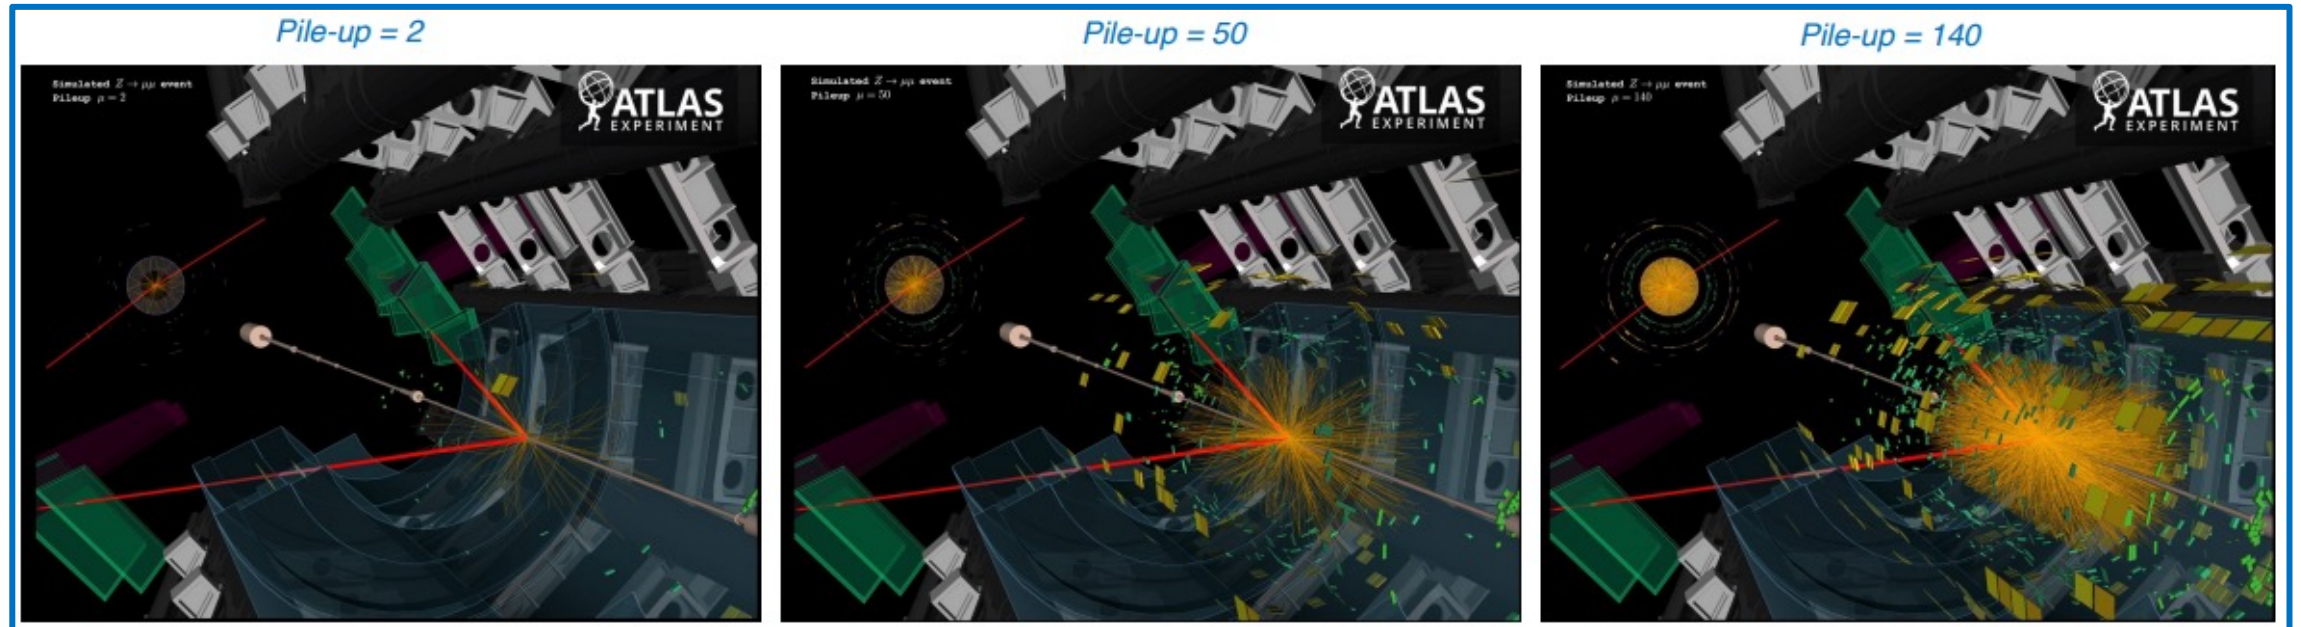 Pile-up = 2
Pile-up = 50
Pile-up = 140
Simulated Z → μμ event
Pileup μ = 2
ATLAS
EXPERIMENT
Simulated Z → μμ event
Pileup μ = 50
ATLAS
EXPERIMENT
Simulated Z → μμ event
Pileup μ = 140
ATLAS
EXPERIMENT